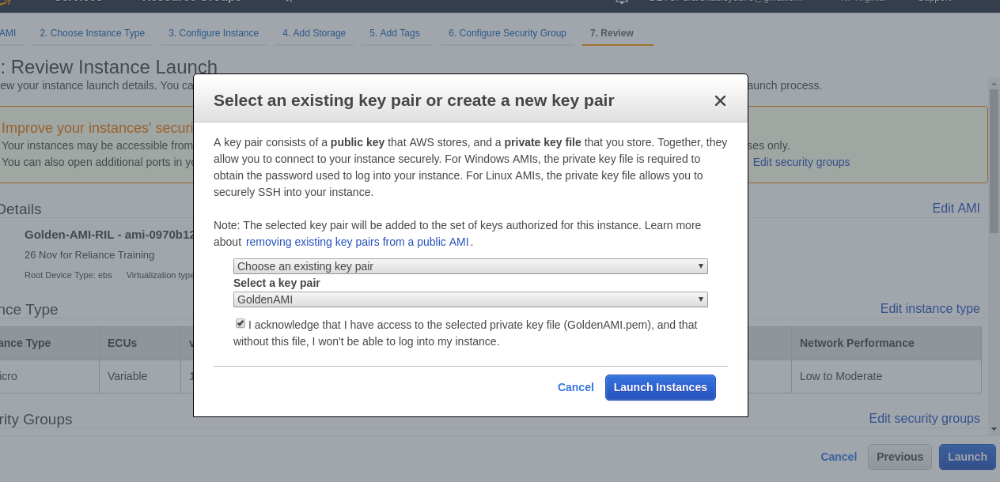 AMI 2. Choose Instance Type 3. Configure Instance 4. Add Storage 5. Add Tags 6. Configure Security Group 7. Review
: Review Instance Launch
ew your instance launch details. You ca aunch process.
Improve your instances' securi
Your instances may be accessible from ses only.
You can also open additional ports in yo Edit security groups
Details Edit AMI
Golden-AMI-RIL - ami-0970b12
26 Nov for Reliance Training
Root Device Type: ebs Virtualization type
nce Type Edit instance type
ance Type ECUs Network Performance
icro Variable 1 Low to Moderate
rity Groups Edit security groups
Cancel Previous Launch
Select an existing key pair or create a new key pair
A key pair consists of a public key that AWS stores, and a private key file that you store. Together, they
allow you to connect to your instance securely. For Windows AMIs, the private key file is required to
obtain the password used to log into your instance. For Linux AMIs, the private key file allows you to
securely SSH into your instance.
Note: The selected key pair will be added to the set of keys authorized for this instance. Learn more
about removing existing key pairs from a public AMI .
Choose an existing key pair
Select a key pair
GoldenAMI
I acknowledge that I have access to the selected private key file (GoldenAMI.pem), and that
without this file, I won't be able to log into my instance.
Cancel Launch Instances